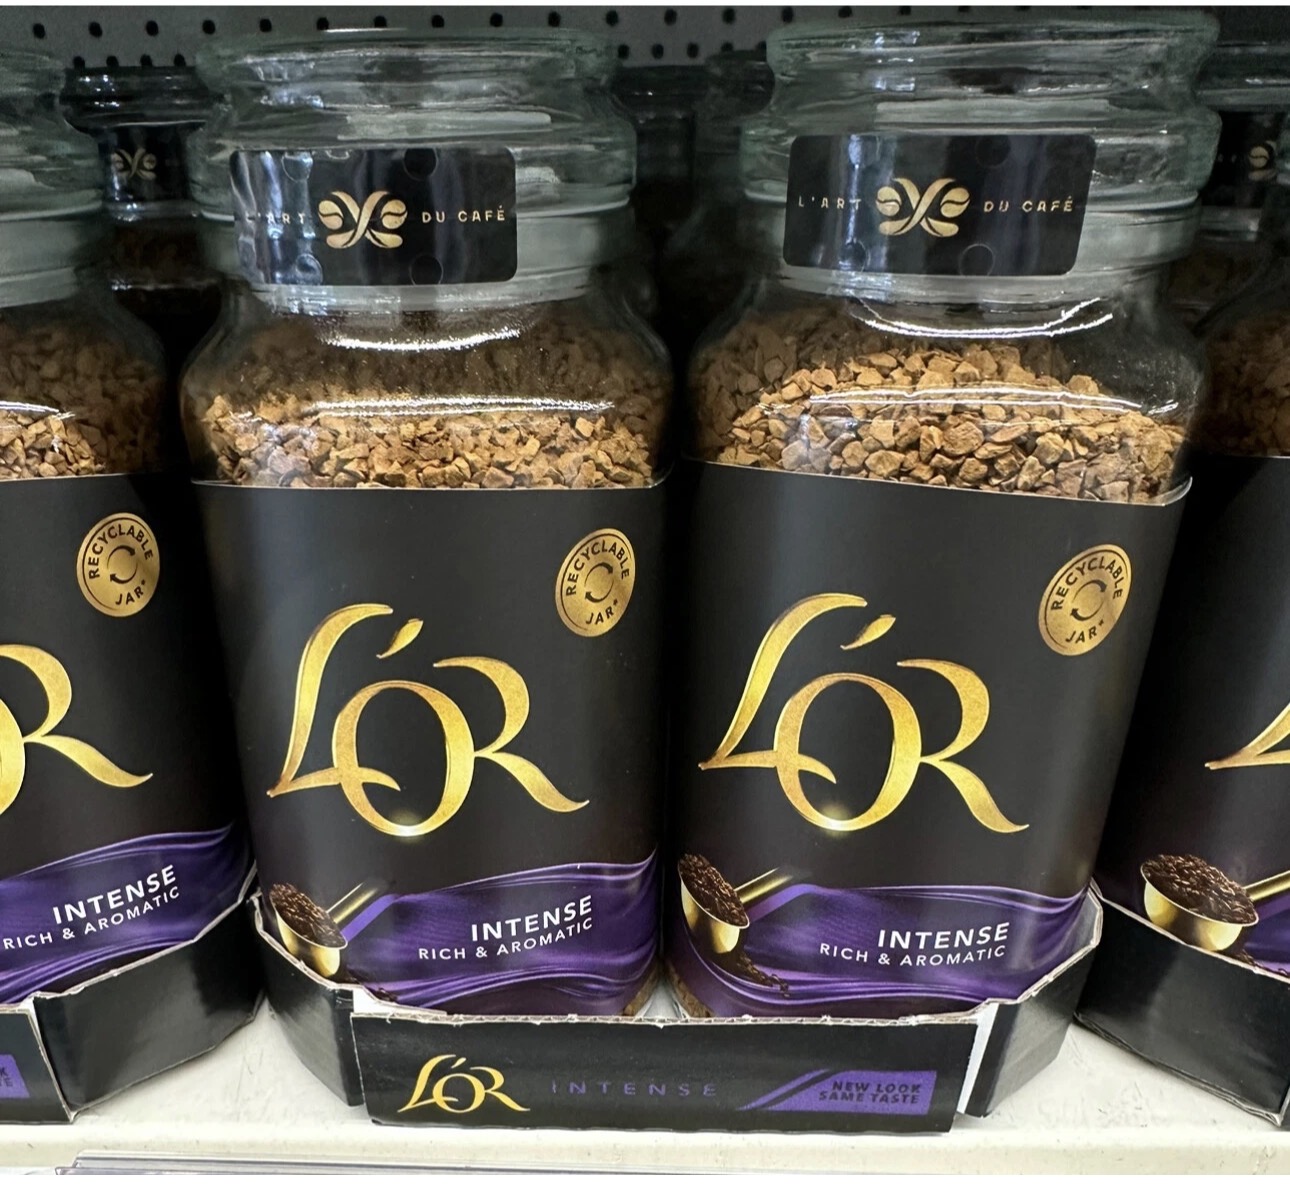 L'ART DU CAFÉ
L'ART DU CAFÉ
RECYCLABLE
JAR*
RECYCLABLE
JAR*
RECYCLABLE
JAR*
L'OR
L'OR
INTENSE
RICH & AROMATIC
INTENSE
RICH & AROMATIC
INTENSE
RICH & AROMATIC
L'OR INTENSE
NEW LOOK
SAME TASTE